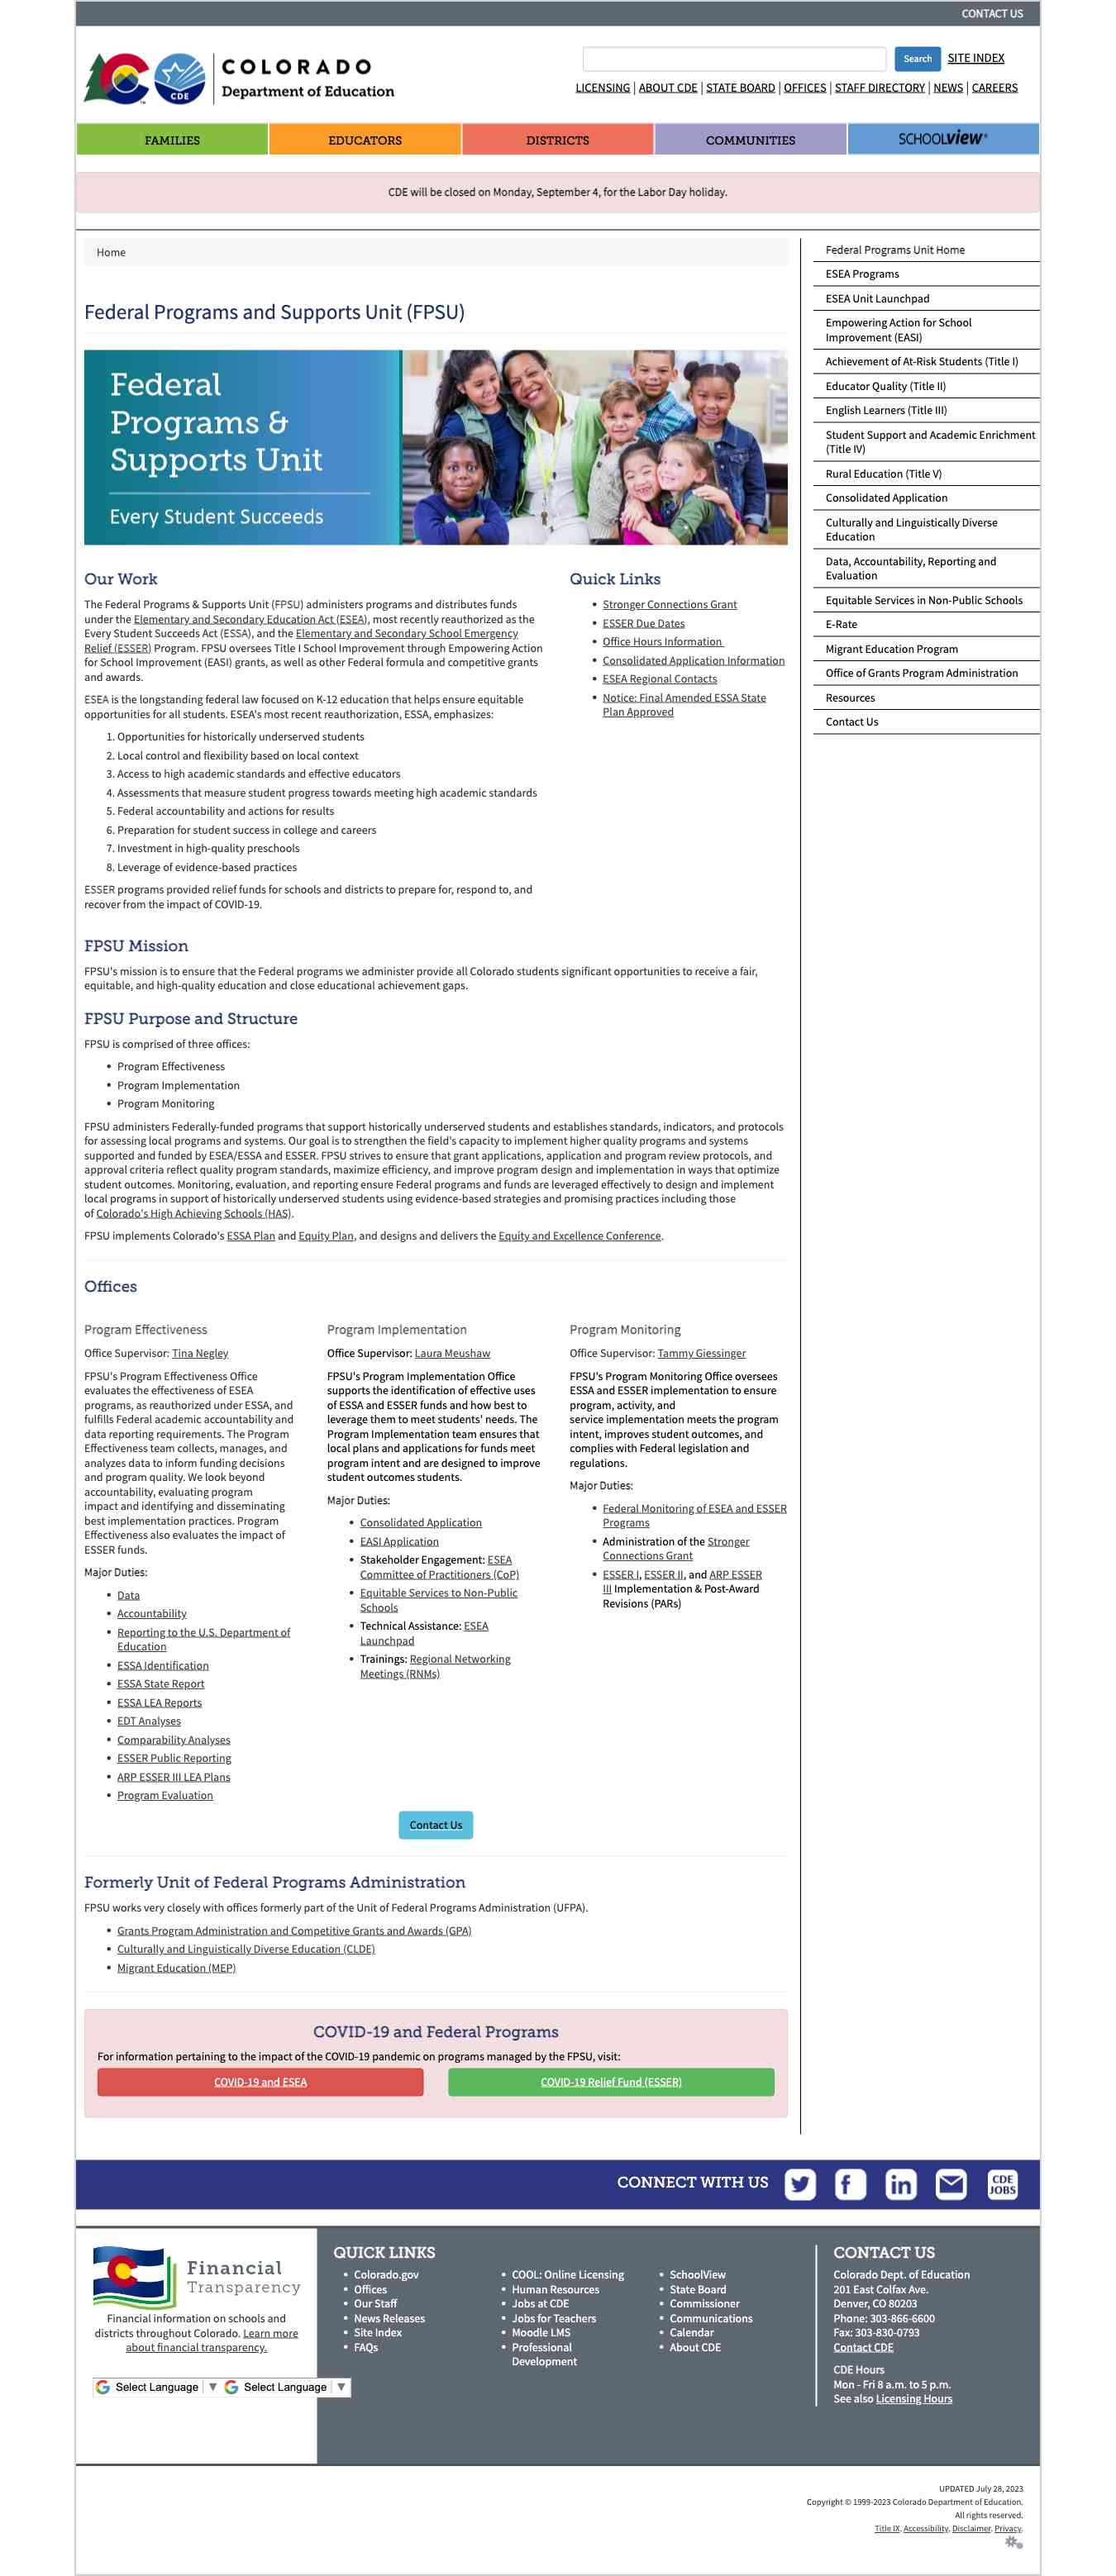 CONTACT US
COLORADO
Department of Education
CDE
TM
Search
SITE INDEX
LICENSING | ABOUT CDE | STATE BOARD | OFFICES | STAFF DIRECTORY | NEWS | CAREERS
FAMILIES
EDUCATORS
DISTRICTS
COMMUNITIES
SCHOOLVIEW®
CDE will be closed on Monday, September 4, for the Labor Day holiday.
Home
Federal Programs and Supports Unit (FPSU)
Federal
Programs &
Supports Unit
Every Student Succeeds
Our Work
The Federal Programs & Supports Unit (FPSU) administers programs and distributes funds
under the Elementary and Secondary Education Act (ESEA), most recently reauthorized as the
Every Student Succeeds Act (ESSA), and the Elementary and Secondary School Emergency
Relief (ESSER) Program. FPSU oversees Title I School Improvement through Empowering Action
for School Improvement (EASI) grants, as well as other Federal formula and competitive grants
and awards.
ESEA is the longstanding federal law focused on K-12 education that helps ensure equitable
opportunities for all students. ESEA's most recent reauthorization, ESSA, emphasizes:
1. Opportunities for historically underserved students
2. Local control and flexibility based on local context
3. Access to high academic standards and effective educators
4. Assessments that measure student progress towards meeting high academic standards
5. Federal accountability and actions for results
6. Preparation for student success in college and careers
7. Investment in high-quality preschools
8. Leverage of evidence-based practices
ESSER programs provided relief funds for schools and districts to prepare for, respond to, and
recover from the impact of COVID-19.
Quick Links
• Stronger Connections Grant
• ESSER Due Dates
• Office Hours Information
• Consolidated Application Information
• ESEA Regional Contacts
• Notice: Final Amended ESSA State
Plan Approved
FPSU Mission
FPSU's mission is to ensure that the Federal programs we administer provide all Colorado students significant opportunities to receive a fair,
equitable, and high-quality education and close educational achievement gaps.
FPSU Purpose and Structure
FPSU is comprised of three offices:
• Program Effectiveness
• Program Implementation
• Program Monitoring
FPSU administers Federally-funded programs that support historically underserved students and establishes standards, indicators, and protocols
for assessing local programs and systems. Our goal is to strengthen the field's capacity to implement higher quality programs and systems
supported and funded by ESEA/ESSA and ESSER. FPSU strives to ensure that grant applications, application and program review protocols, and
approval criteria reflect quality program standards, maximize efficiency, and improve program design and implementation in ways that optimize
student outcomes. Monitoring, evaluation, and reporting ensure Federal programs and funds are leveraged effectively to design and implement
local programs in support of historically underserved students using evidence-based strategies and promising practices including those
of Colorado's High Achieving Schools (HAS).
FPSU implements Colorado's ESSA Plan and Equity Plan, and designs and delivers the Equity and Excellence Conference.
Offices
Program Effectiveness
Office Supervisor: Tina Negley
FPSU's Program Effectiveness Office
evaluates the effectiveness of ESEA
programs, as reauthorized under ESSA, and
fulfills Federal academic accountability and
data reporting requirements. The Program
Effectiveness team collects, manages, and
analyzes data to inform funding decisions
and program quality. We look beyond
accountability, evaluating program
impact and identifying and disseminating
best implementation practices. Program
Effectiveness also evaluates the impact of
ESSER funds.
Major Duties:
• Data
• Accountability
• Reporting to the U.S. Department of
Education
• ESSA Identification
• ESSA State Report
• ESSA LEA Reports
• EDT Analyses
• Comparability Analyses
• ESSER Public Reporting
• ARP ESSER III LEA Plans
• Program Evaluation
Program Implementation
Office Supervisor: Laura Meushaw
FPSU's Program Implementation Office
supports the identification of effective uses
of ESSA and ESSER funds and how best to
leverage them to meet students' needs. The
Program Implementation team ensures that
local plans and applications for funds meet
program intent and are designed to improve
student outcomes students.
Major Duties:
• Consolidated Application
• EASI Application
• Stakeholder Engagement: ESEA
Committee of Practitioners (CoP)
• Equitable Services to Non-Public
Schools
• Technical Assistance: ESEA
Launchpad
• Trainings: Regional Networking
Meetings (RNMs)
Program Monitoring
Office Supervisor: Tammy Giessinger
FPSU's Program Monitoring Office oversees
ESSA and ESSER implementation to ensure
program, activity, and
service implementation meets the program
intent, improves student outcomes, and
complies with Federal legislation and
regulations.
Major Duties:
• Federal Monitoring of ESEA and ESSER
Programs
• Administration of the Stronger
Connections Grant
• ESSER I, ESSER II, and ARP ESSER
III Implementation & Post-Award
Revisions (PARs)
Contact Us
Formerly Unit of Federal Programs Administration
FPSU works very closely with offices formerly part of the Unit of Federal Programs Administration (UFPA).
• Grants Program Administration and Competitive Grants and Awards (GPA)
• Culturally and Linguistically Diverse Education (CLDE)
• Migrant Education (MEP)
COVID-19 and Federal Programs
For information pertaining to the impact of the COVID-19 pandemic on programs managed by the FPSU, visit:
COVID-19 and ESEA
COVID-19 Relief Fund (ESSER)
Federal Programs Unit Home
ESEA Programs
ESEA Unit Launchpad
Empowering Action for School
Improvement (EASI)
Achievement of At-Risk Students (Title I)
Educator Quality (Title II)
English Learners (Title III)
Student Support and Academic Enrichment
(Title IV)
Rural Education (Title V)
Consolidated Application
Culturally and Linguistically Diverse
Education
Data, Accountability, Reporting and
Evaluation
Equitable Services in Non-Public Schools
E-Rate
Migrant Education Program
Office of Grants Program Administration
Resources
Contact Us
CONNECT WITH US
CDE
JOBS
Financial
Transparency
Financial information on schools and
districts throughout Colorado. Learn more
about financial transparency.
Select Language ▼
Select Language ▼
QUICK LINKS
• Colorado.gov
• Offices
• Our Staff
• News Releases
• Site Index
• FAQs
• COOL: Online Licensing
• Human Resources
• Jobs at CDE
• Jobs for Teachers
• Moodle LMS
• Professional
Development
• SchoolView
• State Board
• Commissioner
• Communications
• Calendar
• About CDE
CONTACT US
Colorado Dept. of Education
201 East Colfax Ave.
Denver, CO 80203
Phone: 303-866-6600
Fax: 303-830-0793
Contact CDE
CDE Hours
Mon - Fri 8 a.m. to 5 p.m.
See also Licensing Hours
UPDATED July 28, 2023
Copyright © 1999-2023 Colorado Department of Education.
All rights reserved.
Title IX. Accessibility. Disclaimer. Privacy.